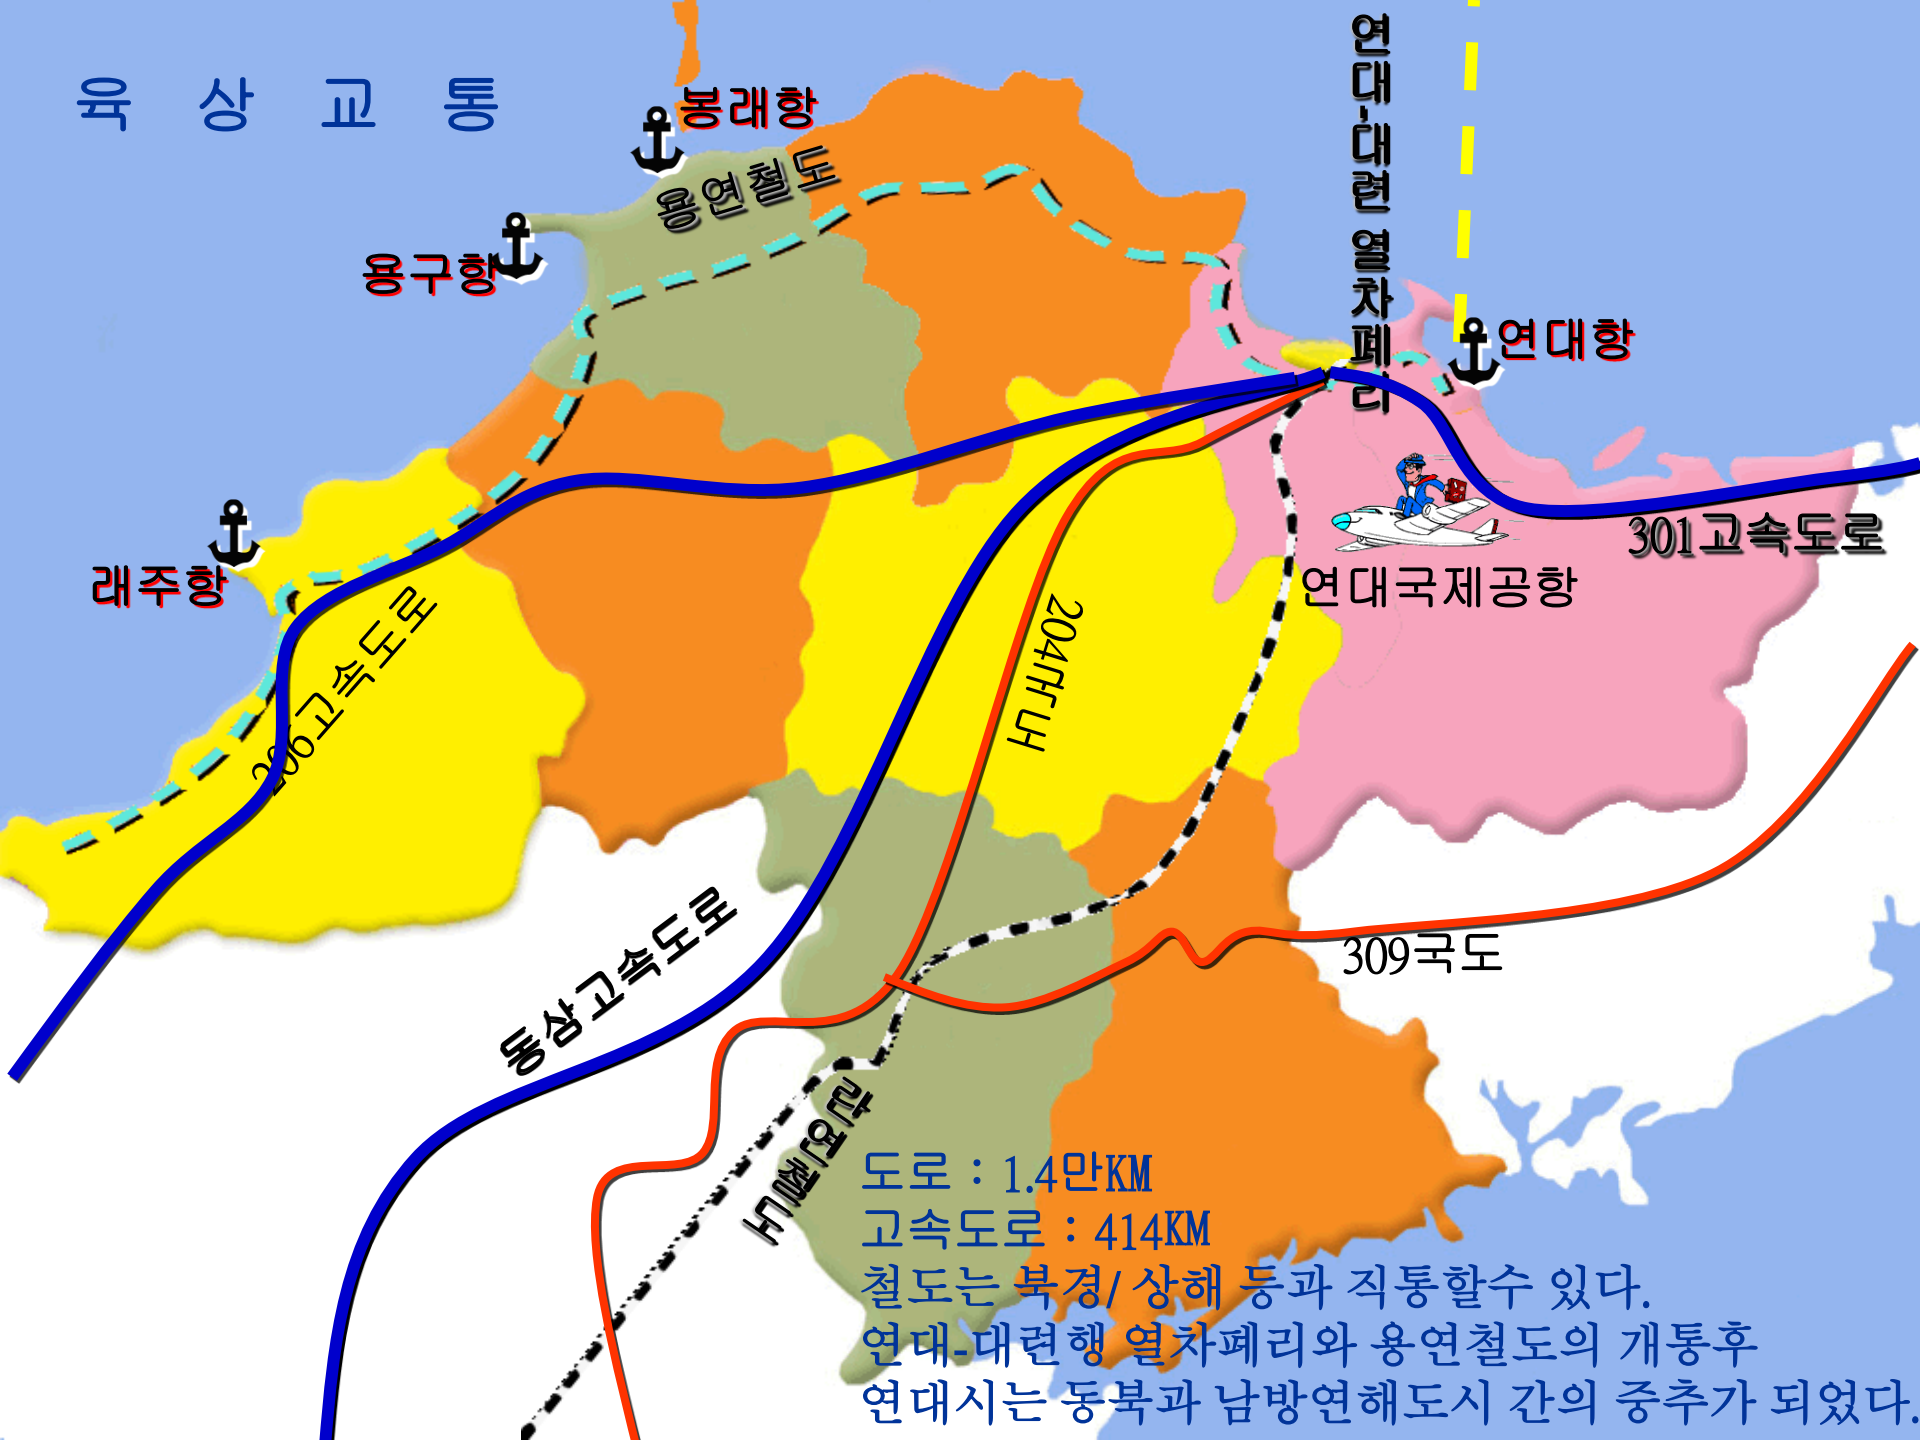 육 상 교 통
봉래항
용연철도
용구항
연대-대련 열차페리
연대항
래주항
206고속도로
301고속도로
연대국제공항
204국도
동삼고속도로
309국도
란연철도
도로 : 1.4만KM
고속도로 : 414KM
철도는 북경/ 상해 등과 직통할수 있다.
연대-대련행 열차페리와 용연철도의 개통후
연대시는 동북과 남방연해도시 간의 중추가 되었다.